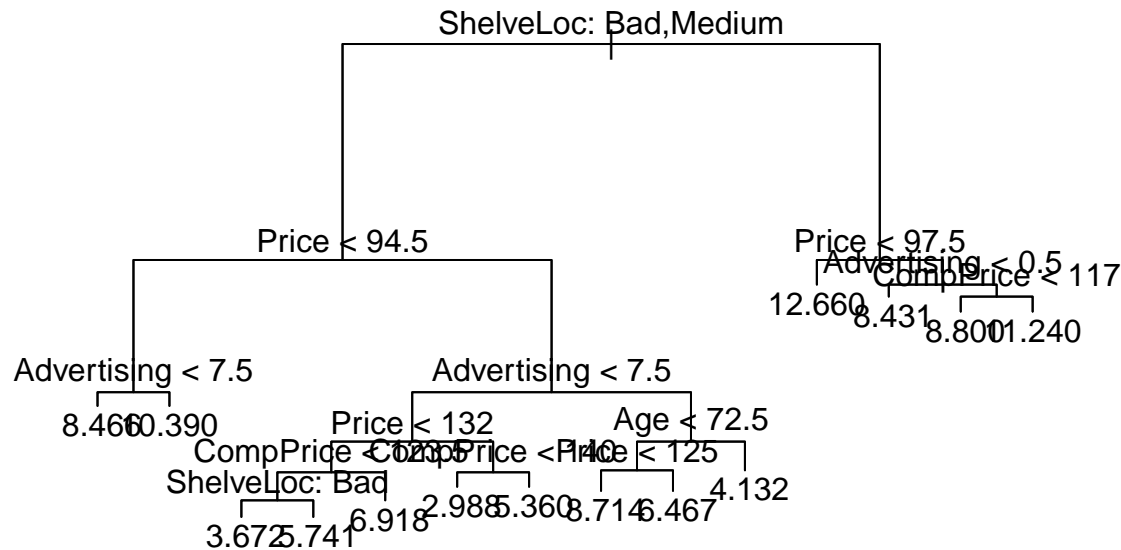 ShelveLoc: Bad,Medium
Price < 94.5
Price < 97.5
Advertising < 0.5
CompPrice < 117
12.660
8.431
8.800
11.240
Advertising < 7.5
Advertising < 7.5
8.466
10.390
Price < 132
Age < 72.5
CompPrice < 123.5
CompPrice < 140
Price < 125
ShelveLoc: Bad
6.918
2.988
5.360
8.714
6.467
4.132
3.672
5.741